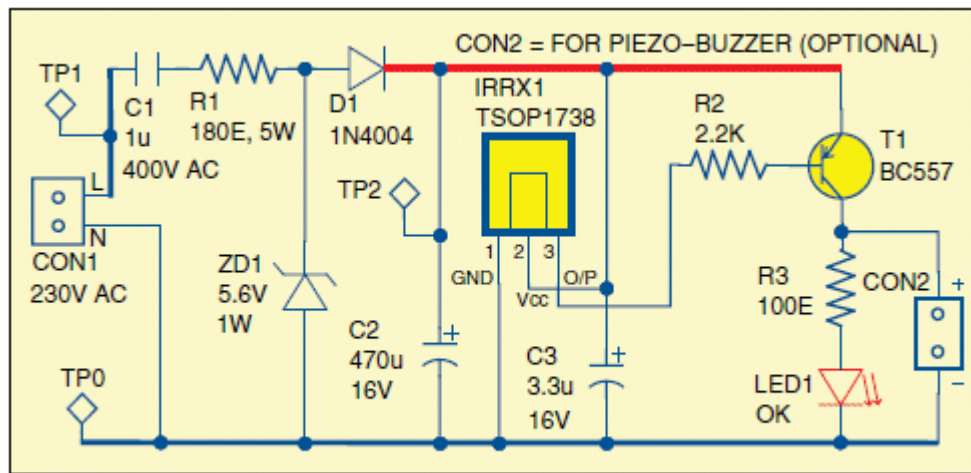 CON2 = FOR PIEZO-BUZZER (OPTIONAL)
TP1
C1
1u
400V AC
R1
180E, 5W
D1
1N4004
IRRX1
TSOP1738
R2
2.2K
T1
BC557
L
N
CON1
230V AC
TP2
1
2
3
GND
Vcc
O/P
ZD1
5.6V
1W
C2
470u
16V
+
C3
3.3u
16V
+
R3
100E
CON2
+
−
LED1
OK
TP0